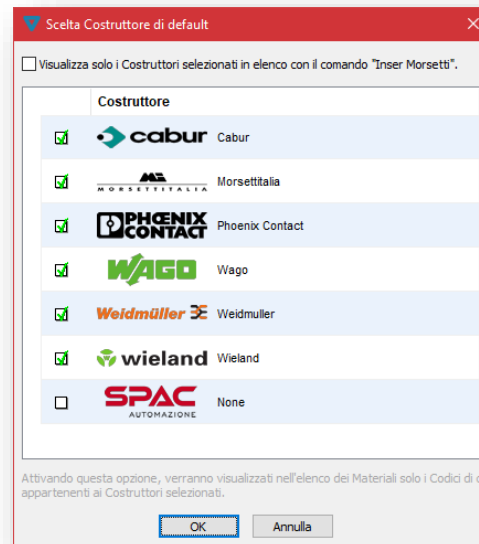 Scelta Costruttore di default
Visualizza solo i Costruttori selezionati in elenco con il comando "Inser Morsetti".
Costruttore
cabur Cabur
MORSETTITALIA Morsettitalia
PHŒNIX CONTACT Phoenix Contact
WAGO Wago
Weidmüller Weidmuller
wieland Wieland
SPAC AUTOMAZIONE None
Attivando questa opzione, verranno visualizzati nell'elenco dei Materiali solo i Codici di
appartenenti ai Costruttori selezionati.
OK Annulla